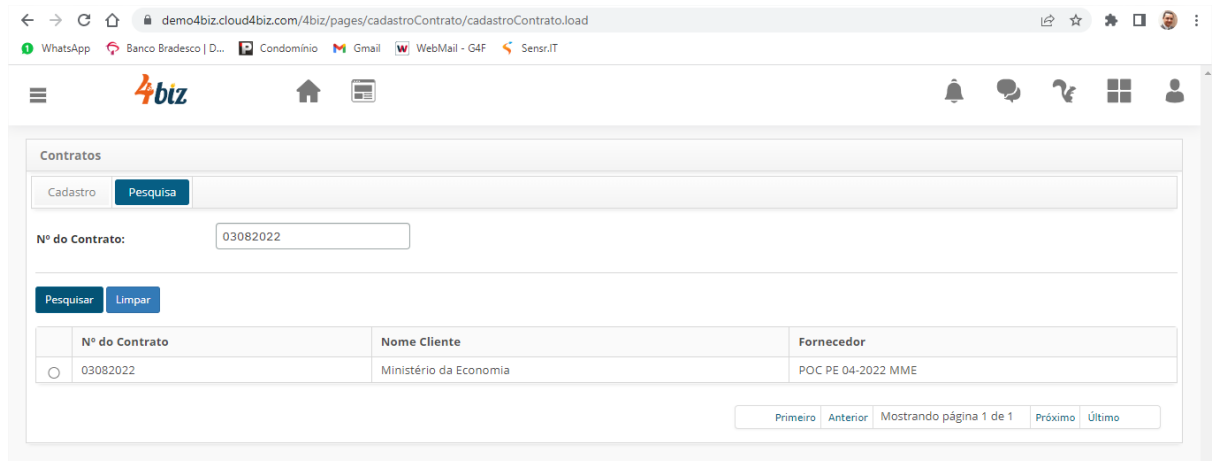 demo4biz.cloud4biz.com/4biz/pages/cadastroContrato/cadastroContrato.load
1 WhatsApp Banco Bradesco | D... Condomínio Gmail WebMail - G4F Sensr.IT
4biz
Contratos
Cadastro Pesquisa
Nº do Contrato: 03082022
Pesquisar Limpar
Nº do Contrato Nome Cliente Fornecedor
03082022 Ministério da Economia POC PE 04-2022 MME
Primeiro Anterior Mostrando página 1 de 1 Próximo Último